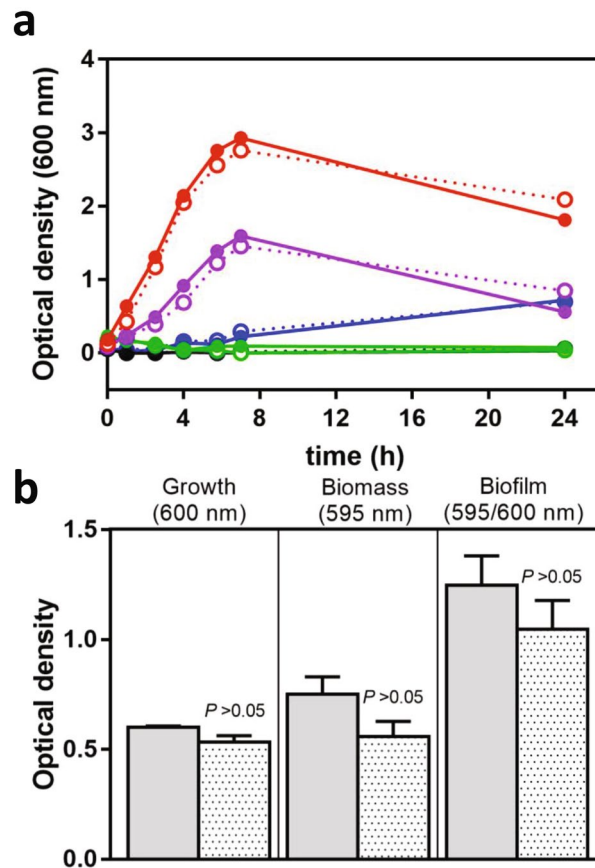 a
Optical density (600 nm)
4
3
2
1
0
0 4 8 12 16 20 24
time (h)
b
Growth
(600 nm)
Biomass
(595 nm)
Biofilm
(595/600 nm)
Optical density
1.5
1.0
0.5
0.0
P >0.05
P >0.05
P >0.05